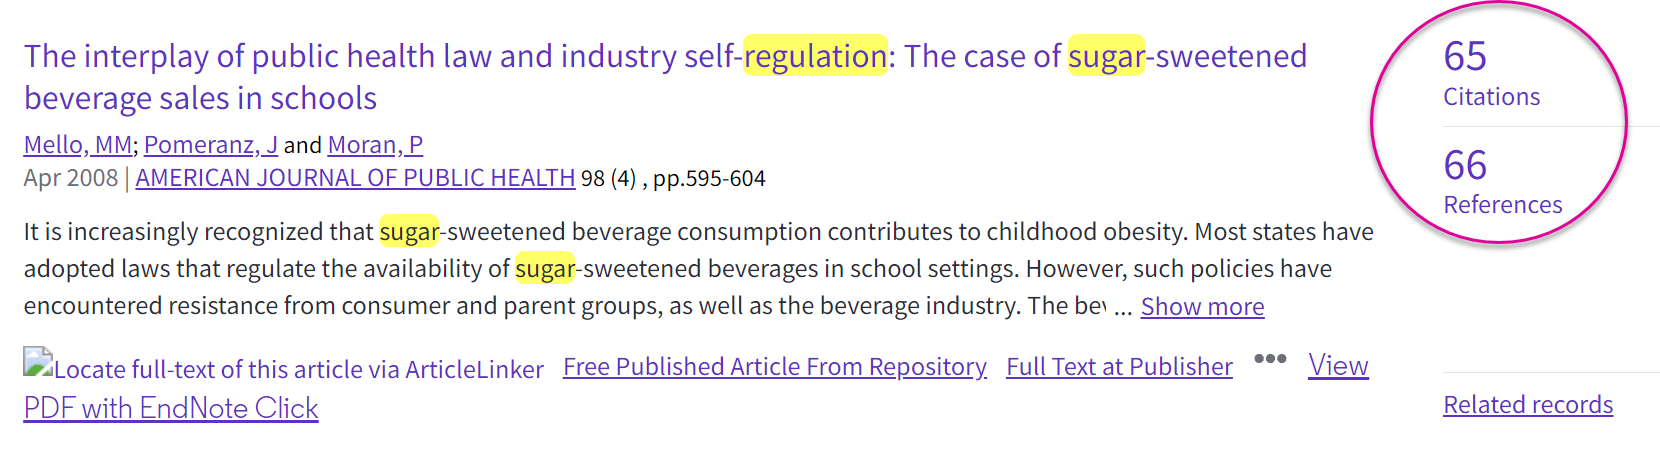 The interplay of public health law and industry self-regulation: The case of sugar-sweetened
beverage sales in schools
Mello, MM; Pomeranz, J and Moran, P
Apr 2008 | AMERICAN JOURNAL OF PUBLIC HEALTH 98 (4) , pp.595-604
It is increasingly recognized that sugar-sweetened beverage consumption contributes to childhood obesity. Most states have
adopted laws that regulate the availability of sugar-sweetened beverages in school settings. However, such policies have
encountered resistance from consumer and parent groups, as well as the beverage industry. The bev ... Show more
Locate full-text of this article via ArticleLinker Free Published Article From Repository Full Text at Publisher ••• View
PDF with EndNote Click
65
Citations
66
References
Related records